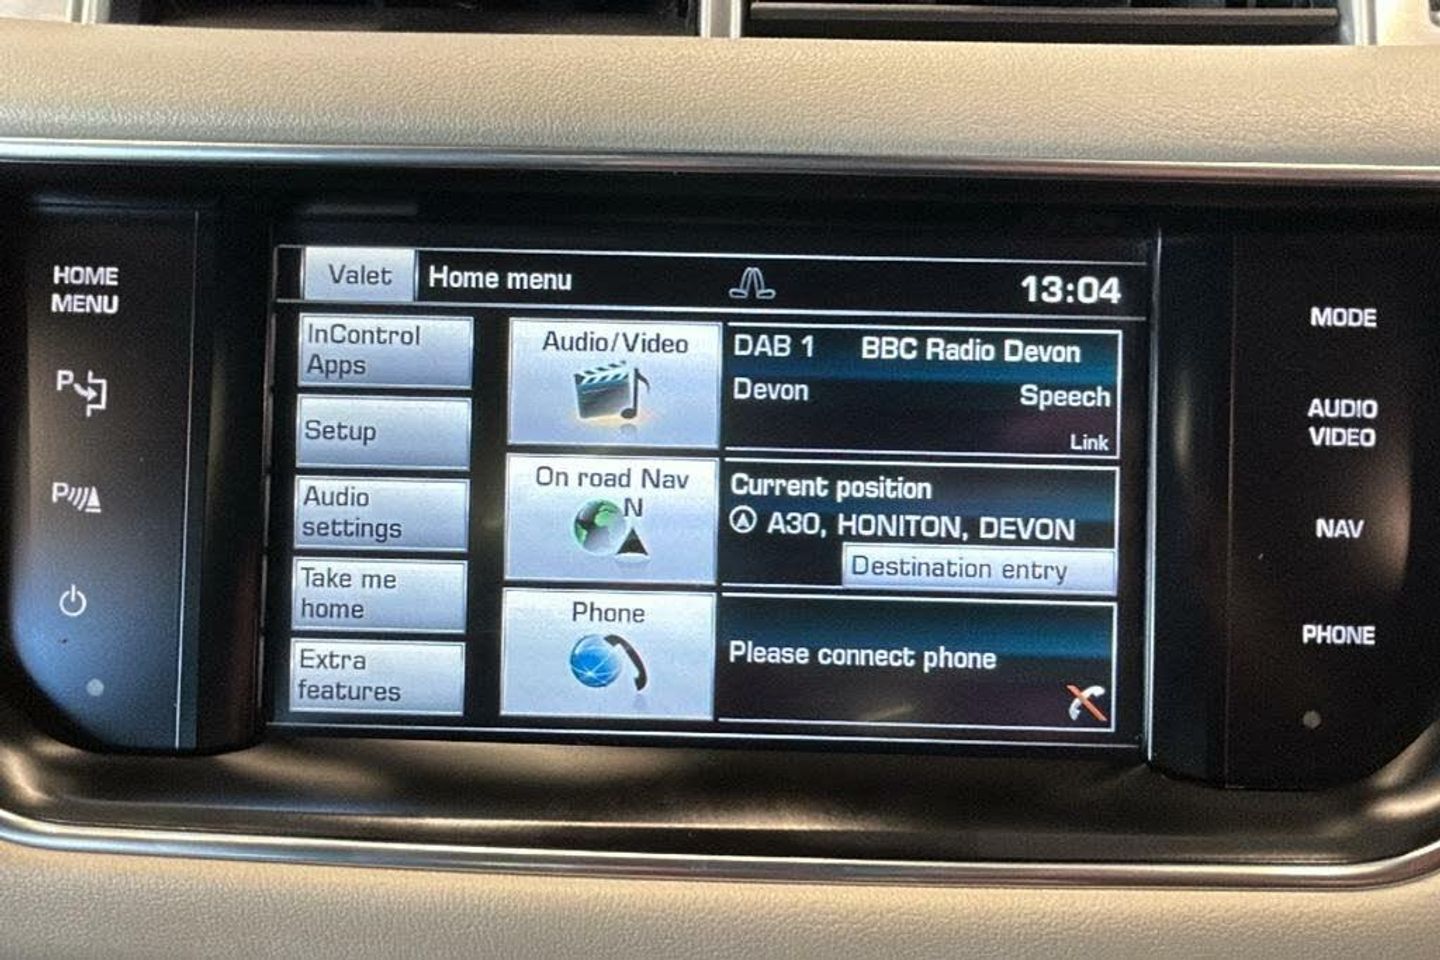 HOME
MENU
P
P
Valet
Home menu
13:04
InControl
Apps
Setup
Audio
settings
Take me
home
Extra
features
Audio/Video
DAB 1 BBC Radio Devon
Devon Speech
Link
On road Nav
N
Current position
A30, HONITON, DEVON
Destination entry
Phone
Please connect phone
MODE
AUDIO
VIDEO
NAV
PHONE